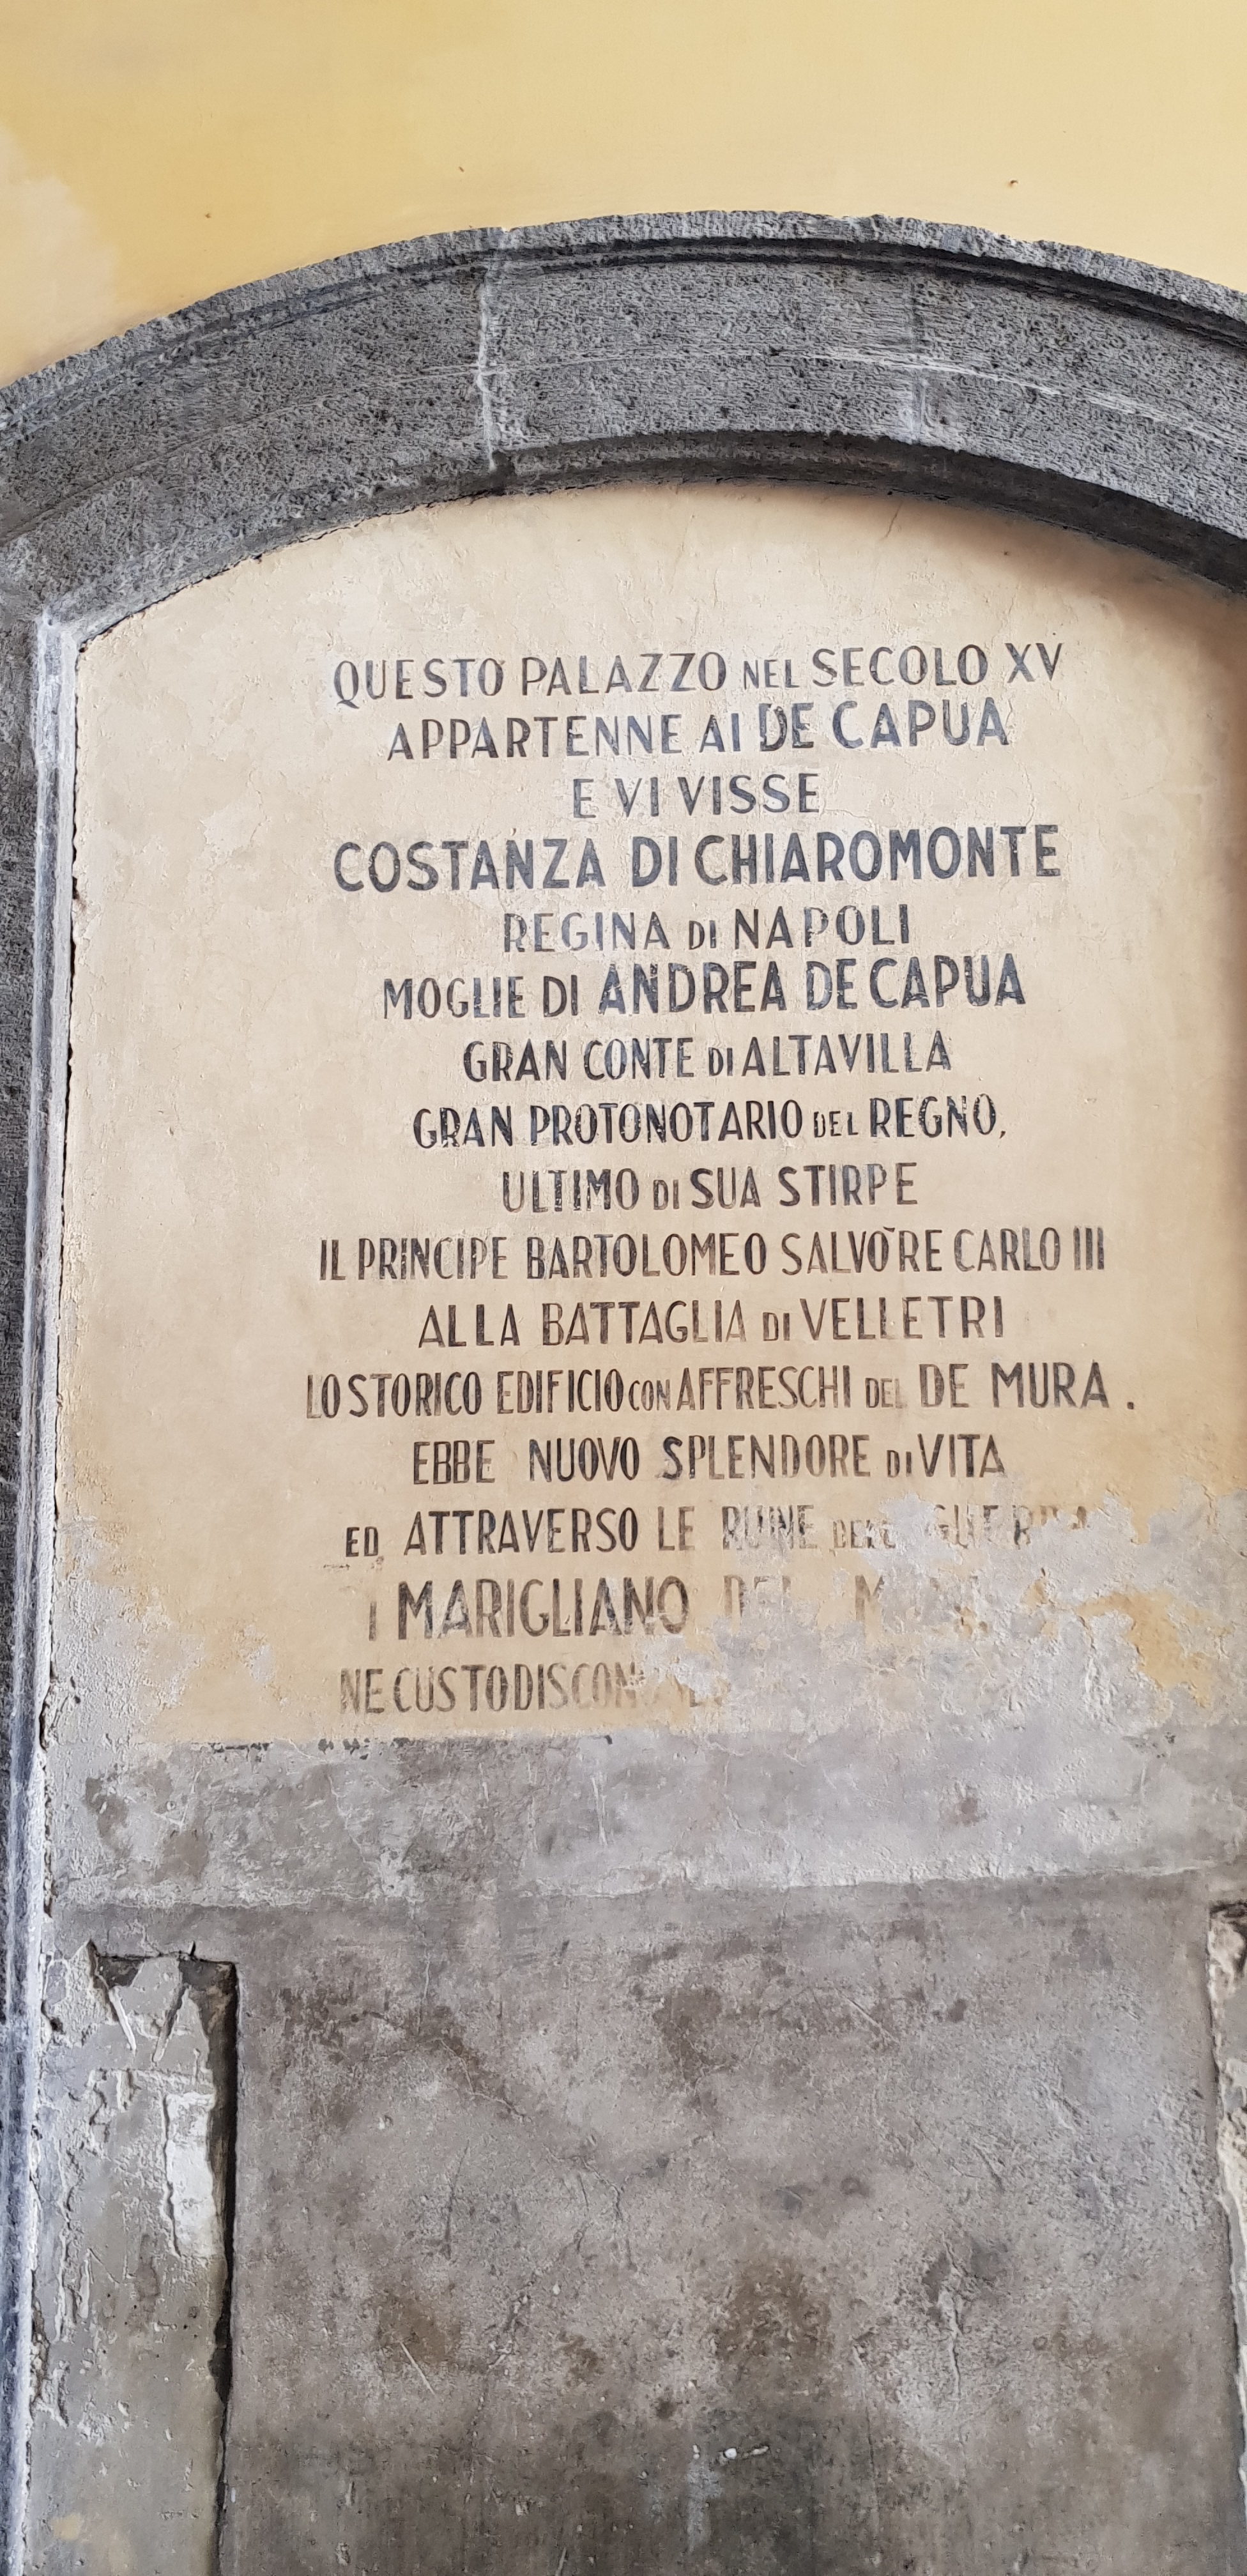 QUESTO PALAZZO NEL SECOLO XV
APPARTENNE AI DE CAPUA
E VI VISSE
COSTANZA DI CHIAROMONTE
REGINA DI NAPOLI
MOGLIE DI ANDREA DE CAPUA
GRAN CONTE DI ALTAVILLA
GRAN PROTONOTARIO DEL REGNO,
ULTIMO DI SUA STIRPE
IL PRINCIPE BARTOLOMEO SALVÒ RE CARLO III
ALLA BATTAGLIA DI VELLETRI
LO STORICO EDIFICIO CON AFFRESCHI DEL DE MURA.
EBBE NUOVO SPLENDORE DI VITA
ED ATTRAVERSO LE RUINE
I MARIGLIANO DEL
NE CUSTODISCONO